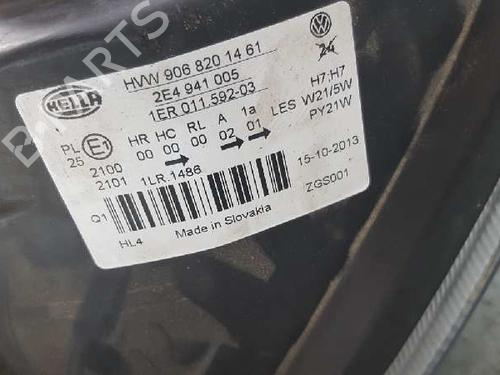 HELLA
HVW 906 820 14 61
2E4 941 005
1ER 011.592-03
H7;H7
HR HC RL A 1a
LES W21/5W
PL E1 00 00 00 02 01
PY21W
25 2100
2101 1LR.1486
15-10-2013
Q1
ZGS001
HL4
Made in Slovakia
PARTS